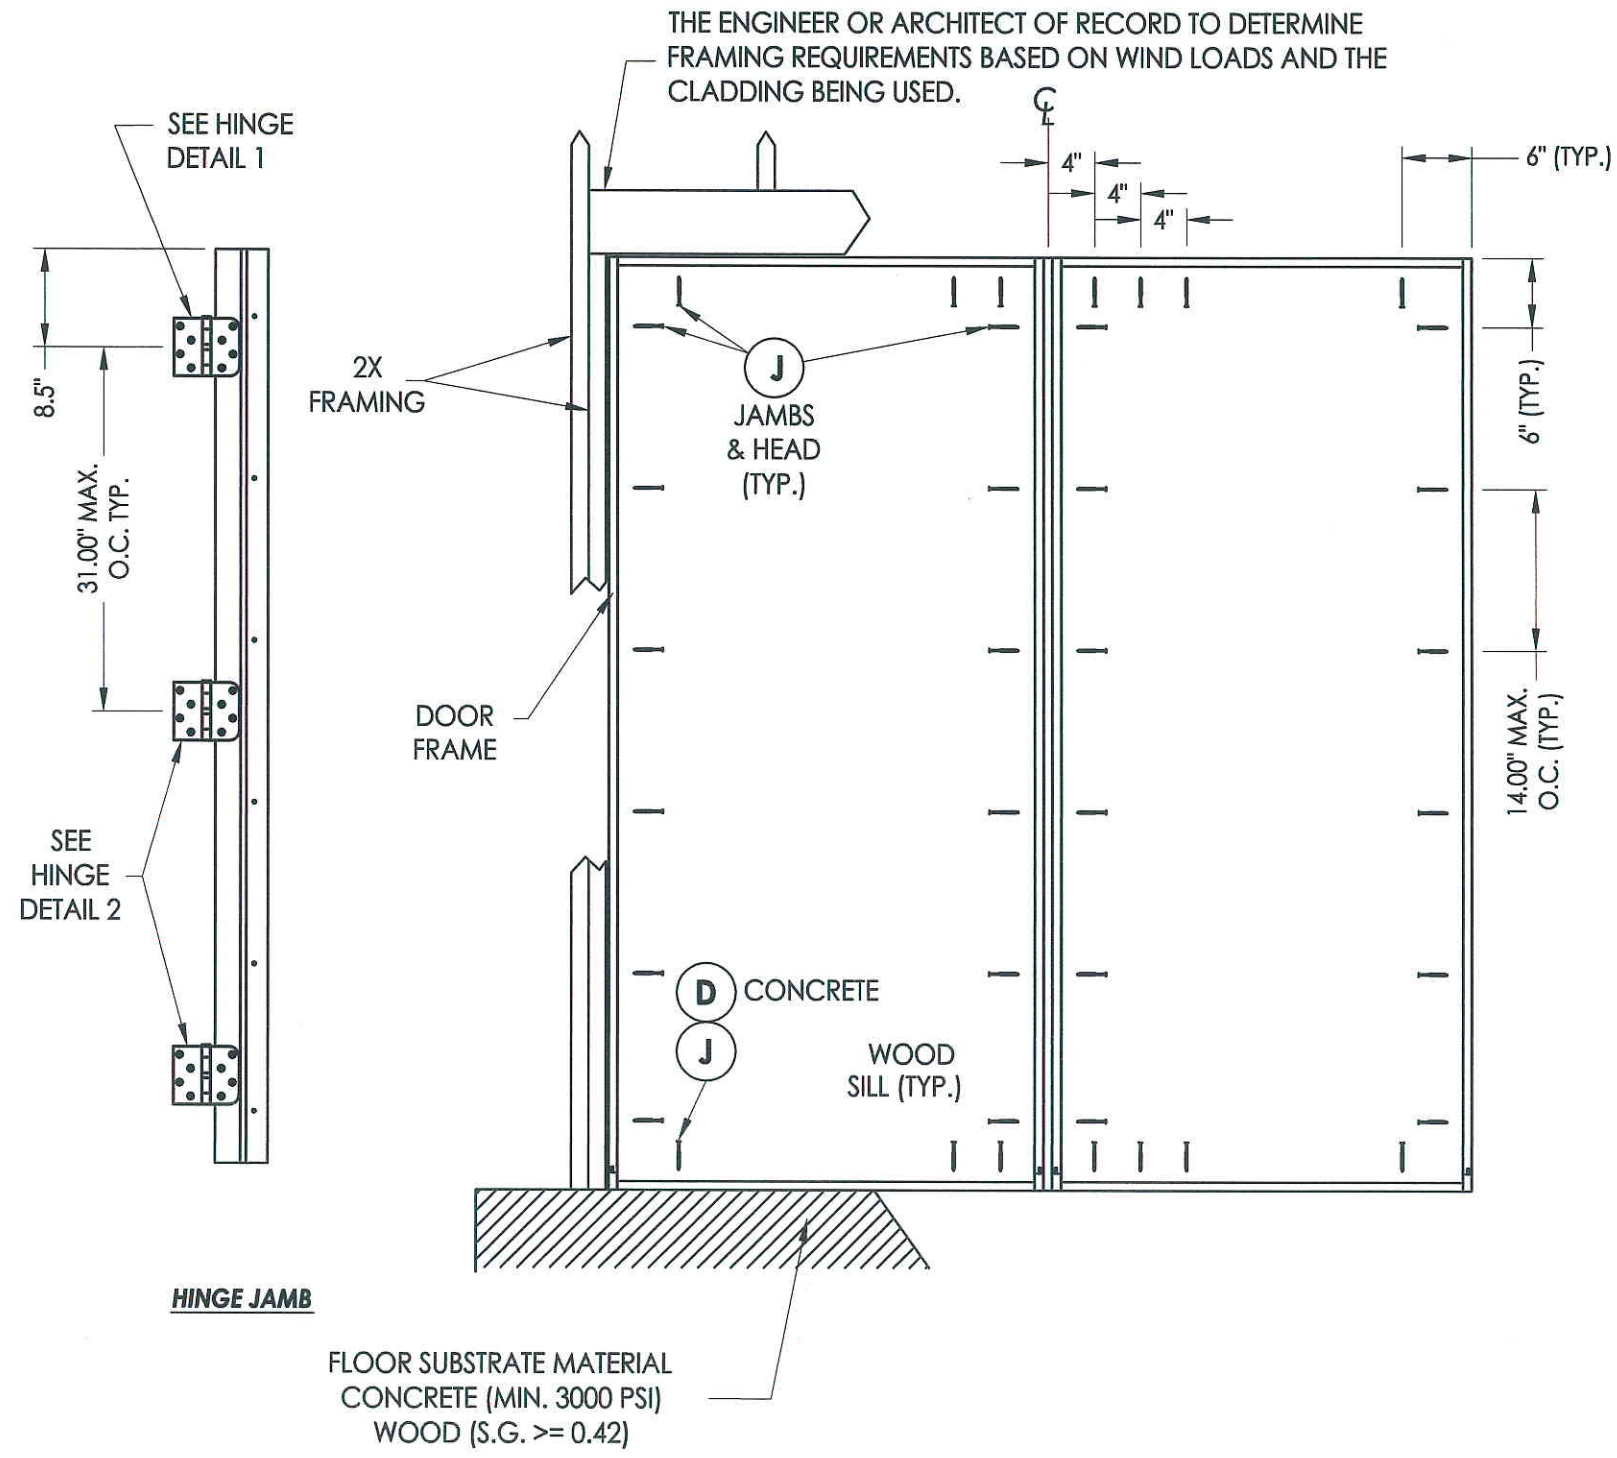 THE ENGINEER OR ARCHITECT OF RECORD TO DETERMINE
FRAMING REQUIREMENTS BASED ON WIND LOADS AND THE
CLADDING BEING USED.
SEE HINGE
DETAIL 1
℄
4"
4"
4"
6" (TYP.)
8.5"
31.00" MAX.
O.C. TYP.
2X
FRAMING
J
JAMBS
& HEAD
(TYP.)
6" (TYP.)
14.00" MAX.
O.C. (TYP.)
DOOR
FRAME
SEE
HINGE
DETAIL 2
D CONCRETE
J
WOOD
SILL (TYP.)
HINGE JAMB
FLOOR SUBSTRATE MATERIAL
CONCRETE (MIN. 3000 PSI)
WOOD (S.G. >= 0.42)